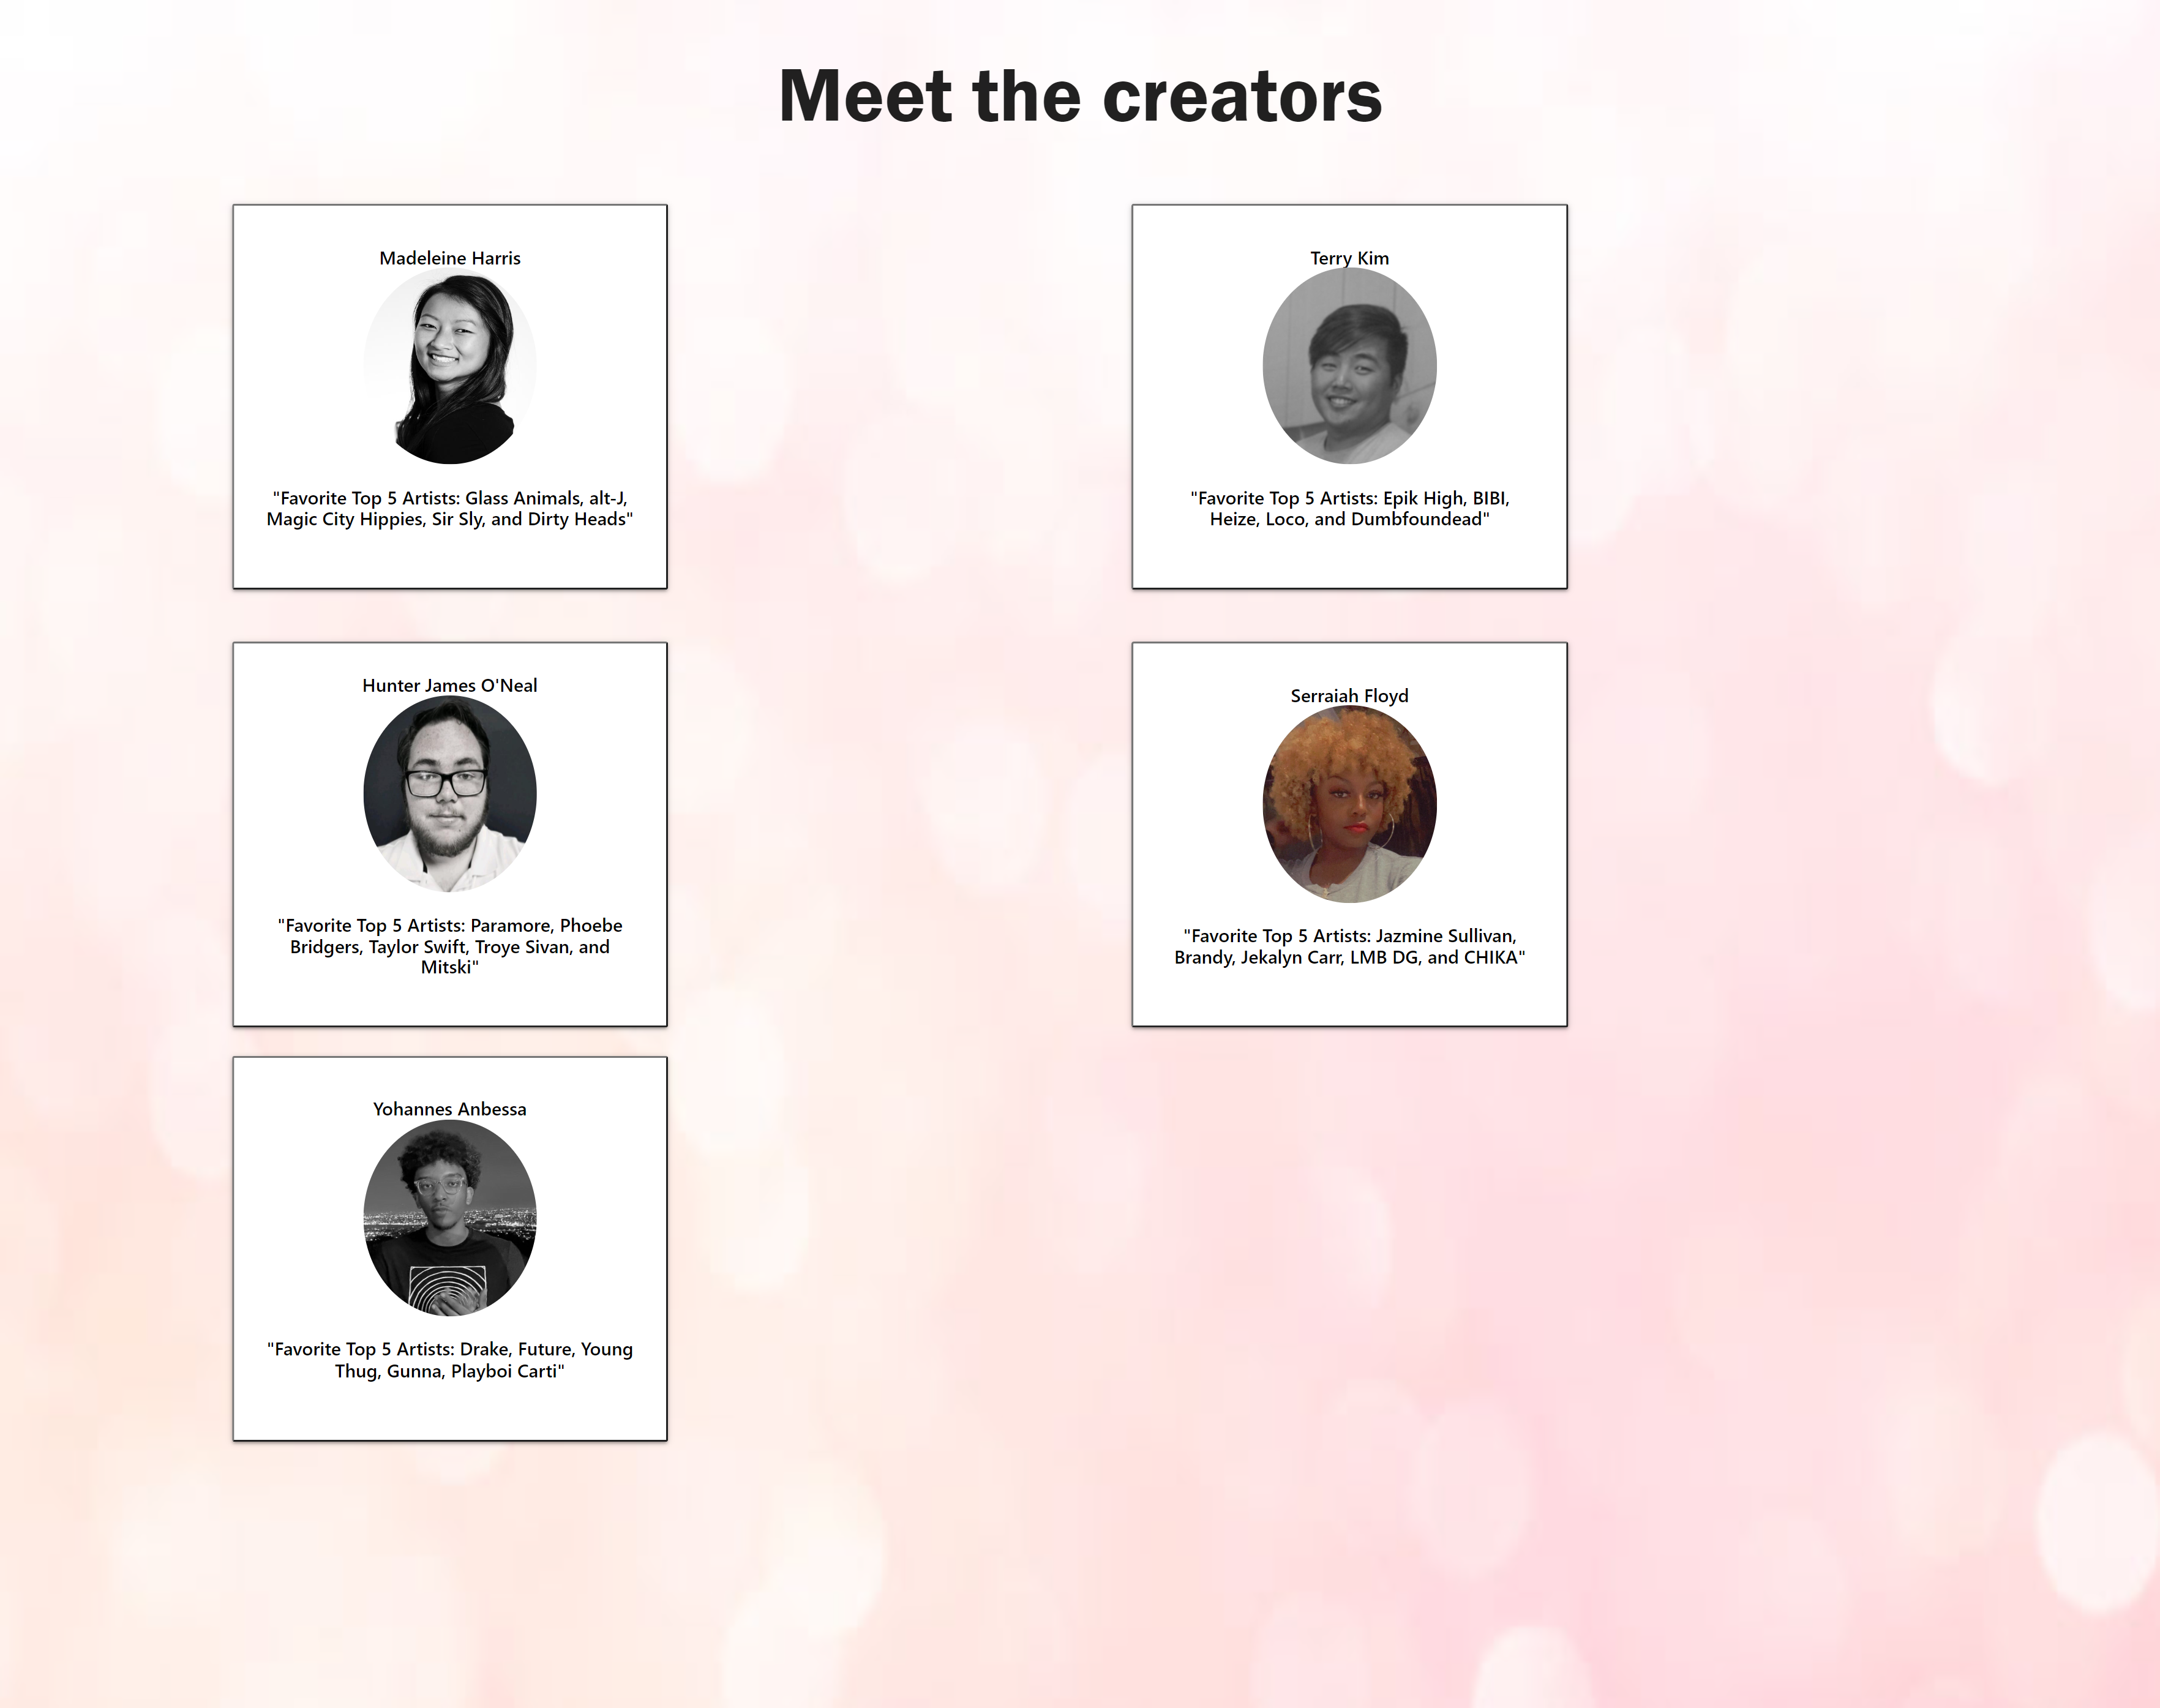 Meet the creators
Madeleine Harris
"Favorite Top 5 Artists: Glass Animals, alt-J,
Magic City Hippies, Sir Sly, and Dirty Heads"
Terry Kim
"Favorite Top 5 Artists: Epik High, BIBI,
Heize, Loco, and Dumbfoundead"
Hunter James O'Neal
"Favorite Top 5 Artists: Paramore, Phoebe
Bridgers, Taylor Swift, Troye Sivan, and
Mitski"
Serraiah Floyd
"Favorite Top 5 Artists: Jazmine Sullivan,
Brandy, Jekalyn Carr, LMB DG, and CHIKA"
Yohannes Anbessa
"Favorite Top 5 Artists: Drake, Future, Young
Thug, Gunna, Playboi Carti"